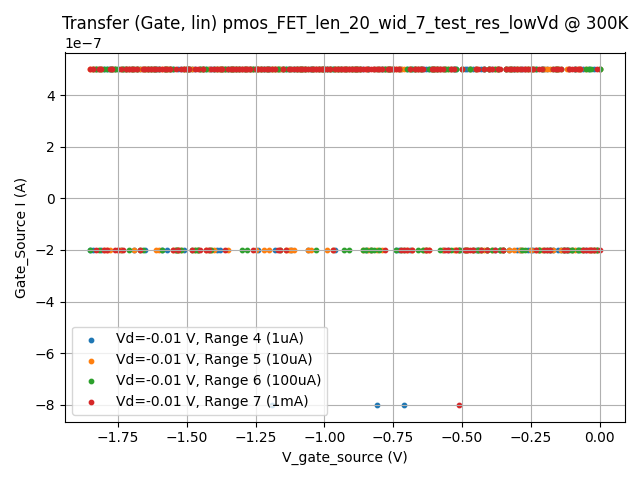 Transfer (Gate, lin) pmos_FET_len_20_wid_7_test_res_lowVd @ 300K
1e−7
4
2
0
−2
−4
−6
−8
Gate_Source I (A)
Vd=-0.01 V, Range 4 (1uA)
Vd=-0.01 V, Range 5 (10uA)
Vd=-0.01 V, Range 6 (100uA)
Vd=-0.01 V, Range 7 (1mA)
−1.75 −1.50 −1.25 −1.00 −0.75 −0.50 −0.25 0.00
V_gate_source (V)